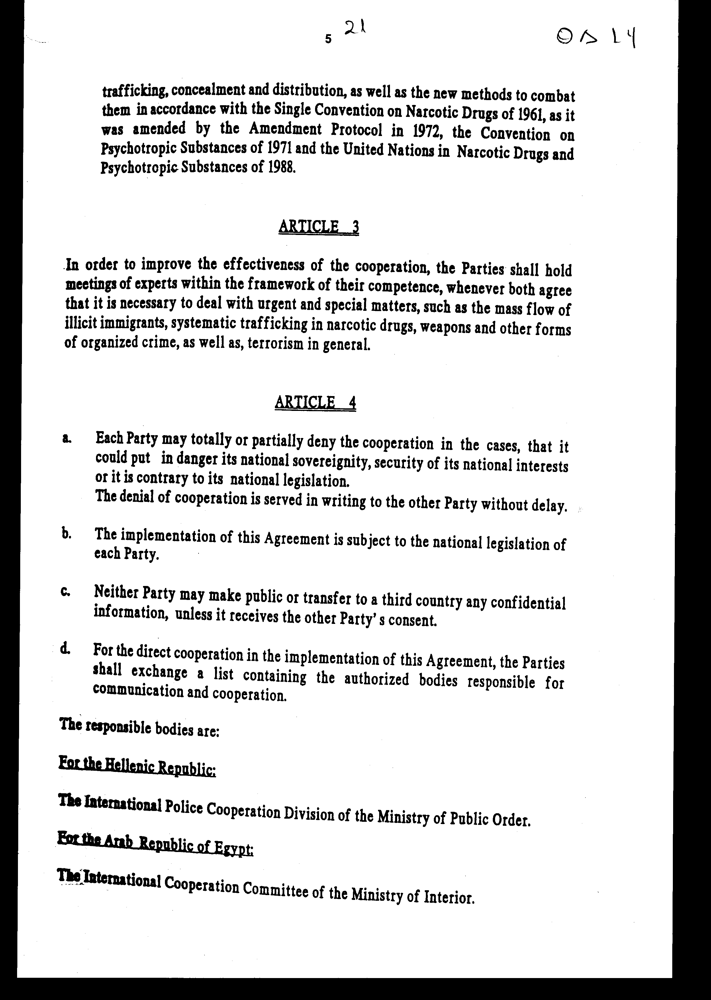 21
5
trafficking, concealment and distribution, as well as the new methods to combat
them in accordance with the Single Convention on Narcotic Drugs of 1961, as it
was amended by the Amendment Protocol in 1972, the Convention on
Psychotropic Substances of 1971 and the United Nations in Narcotic Drugs and
Psychotropic Substances of 1988.
ARTICLE 3
In order to improve the effectiveness of the cooperation, the Parties shall hold
meetings of experts within the framework of their competence, whenever both agree
that it is necessary to deal with urgent and special matters, such as the mass flow of
illicit immigrants, systematic trafficking in narcotic drugs, weapons and other forms
of organized crime, as well as, terrorism in general.
ARTICLE 4
a. Each Party may totally or partially deny the cooperation in the cases, that it
could put in danger its national sovereignity, security of its national interests
or it is contrary to its national legislation.
The denial of cooperation is served in writing to the other Party without delay.
b. The implementation of this Agreement is subject to the national legislation of
each Party.
c. Neither Party may make public or transfer to a third country any confidential
information, unless it receives the other Party' s consent.
d. For the direct cooperation in the implementation of this Agreement, the Parties
shall exchange a list containing the authorized bodies responsible for
communication and cooperation.
The responsible bodies are:
For the Hellenic Republic:
The International Police Cooperation Division of the Ministry of Public Order.
For the Arab Republic of Egypt:
The International Cooperation Committee of the Ministry of Interior.